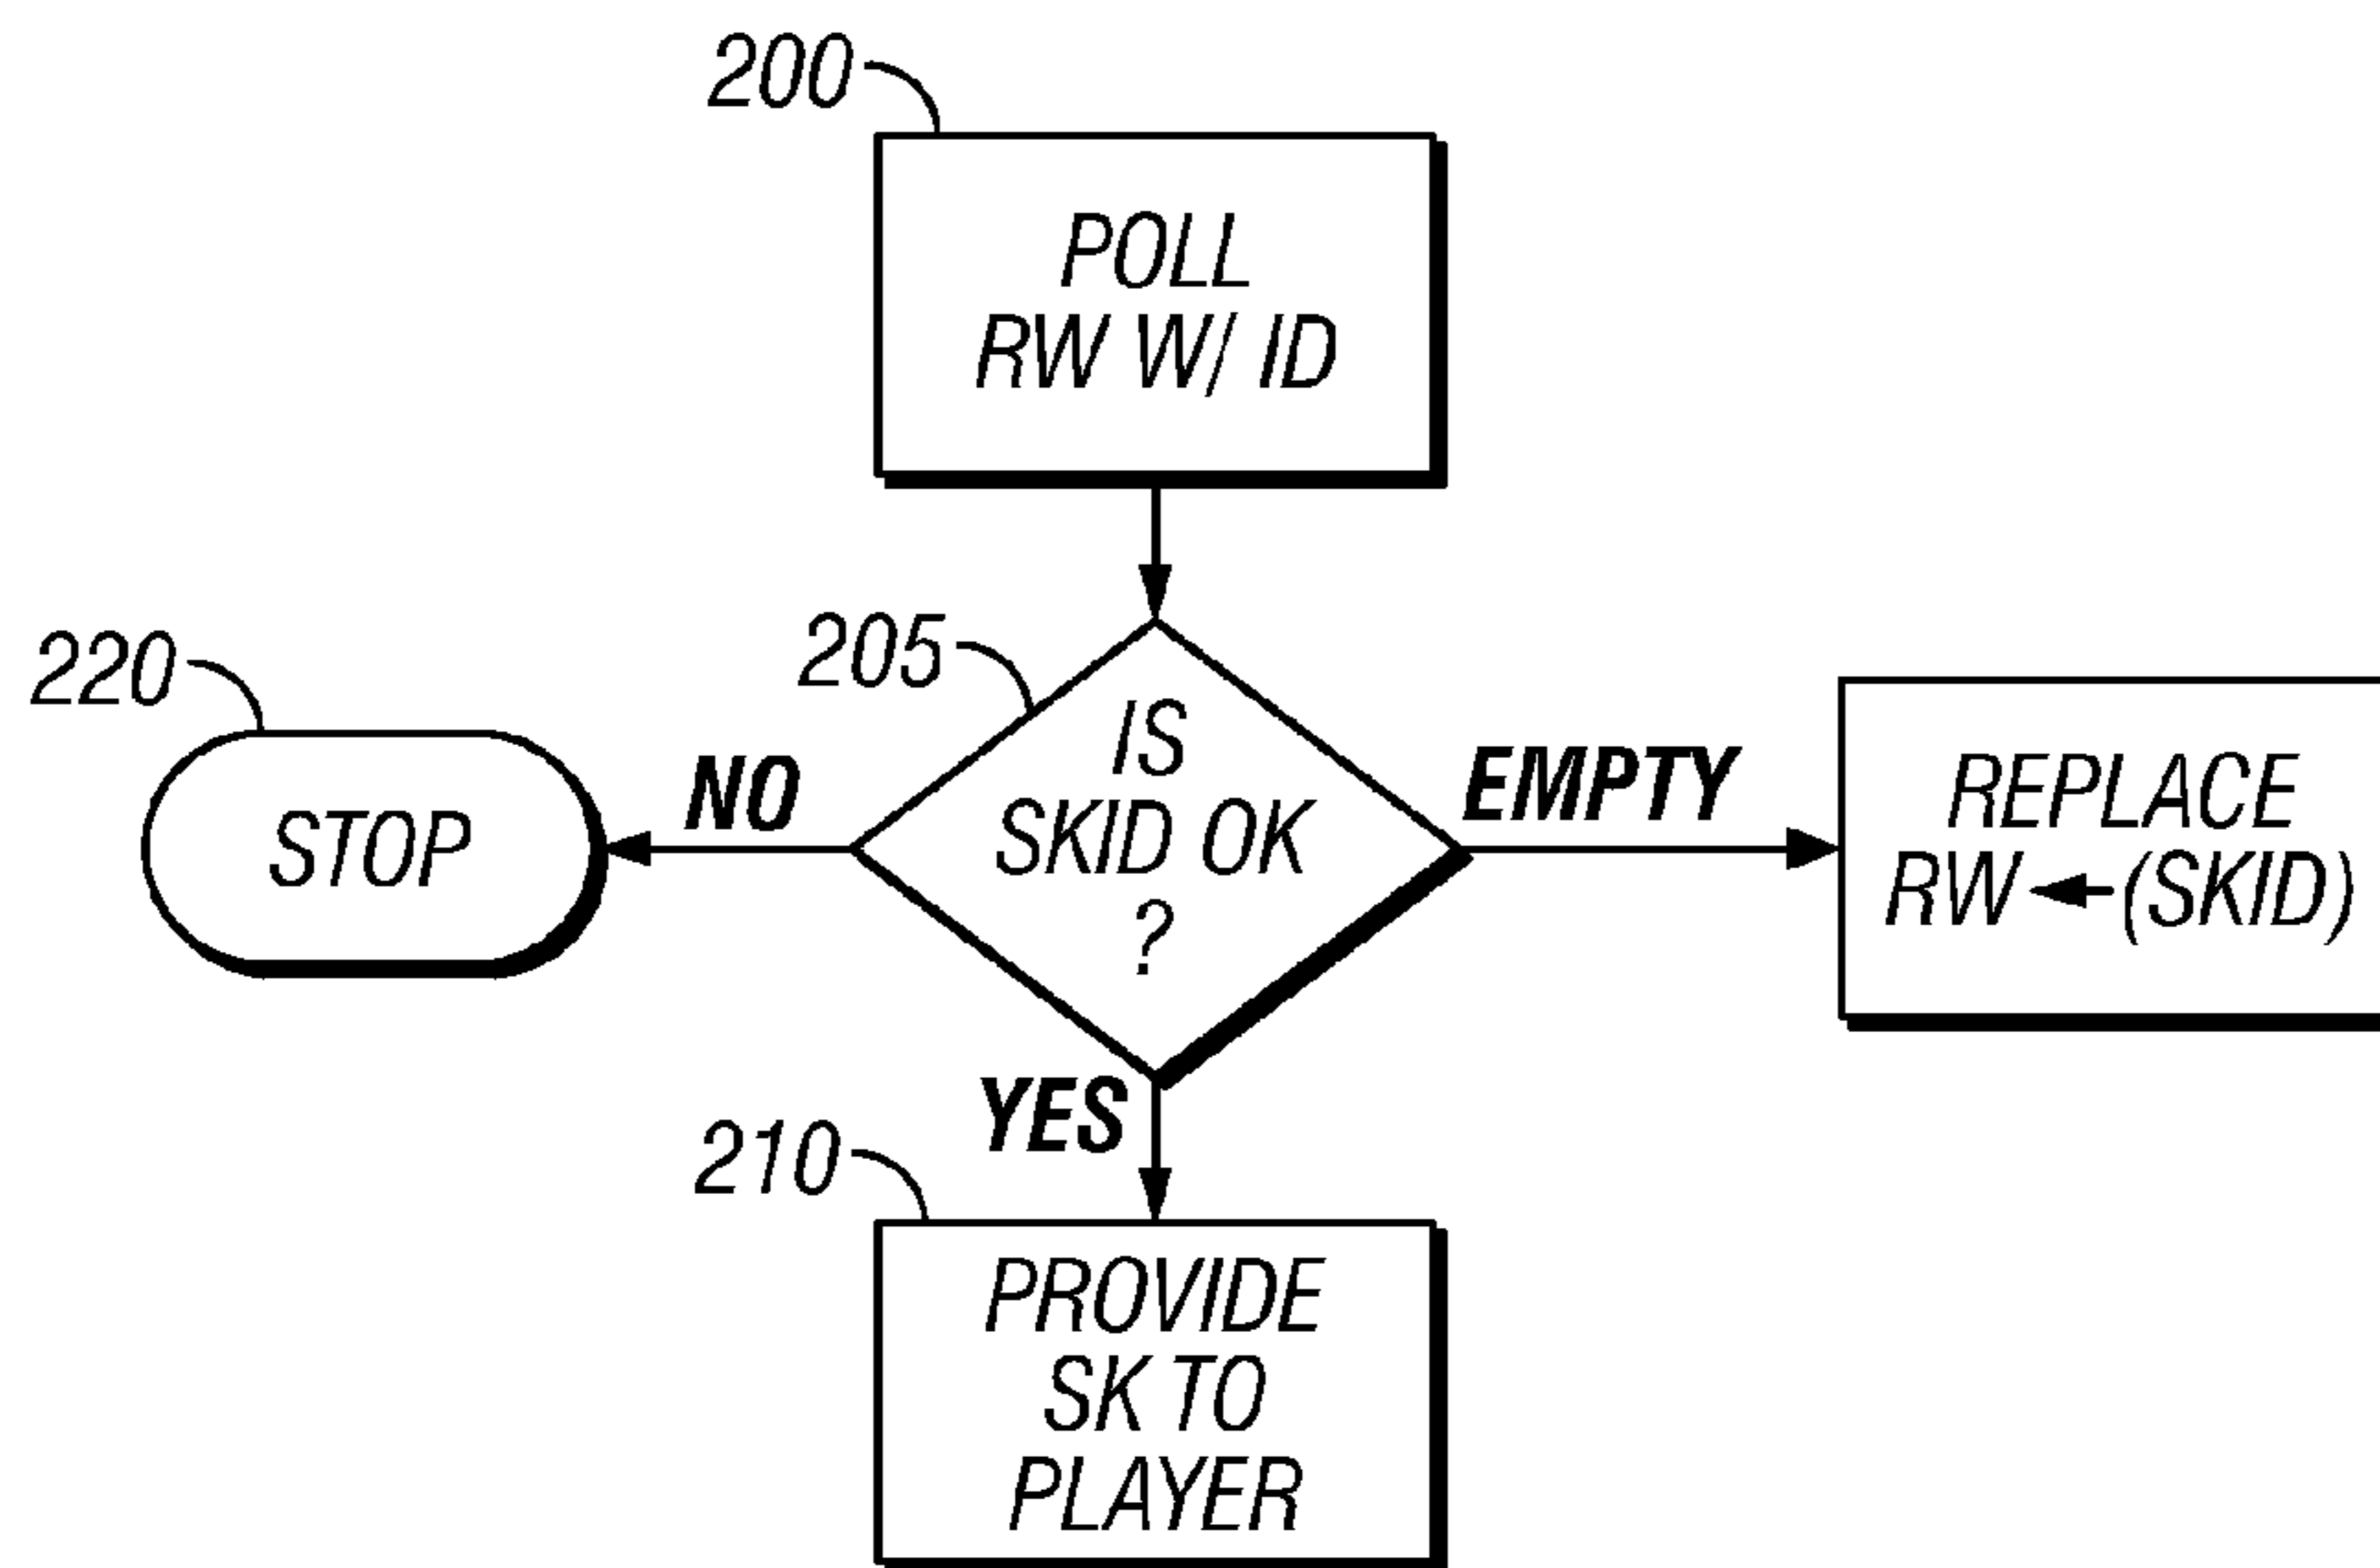 200
POLL
RW W/ ID
205
220
IS
SKID OK
?
STOP
NO
EMPTY
REPLACE
RW ← (SKID)
YES
210
PROVIDE
SK TO
PLAYER